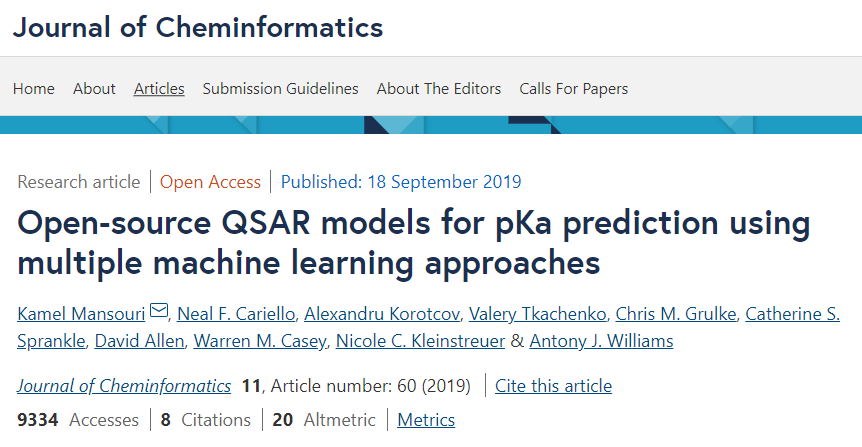 Journal of Cheminformatics
Home About Articles Submission Guidelines About The Editors Calls For Papers
Research article Open Access Published: 18 September 2019
Open-source QSAR models for pKa prediction using
multiple machine learning approaches
Kamel Mansouri, Neal F. Cariello, Alexandru Korotcov, Valery Tkachenko, Chris M. Grulke, Catherine S.
Sprankle, David Allen, Warren M. Casey, Nicole C. Kleinstreuer & Antony J. Williams
Journal of Cheminformatics 11, Article number: 60 (2019) Cite this article
9334 Accesses 8 Citations 20 Altmetric Metrics